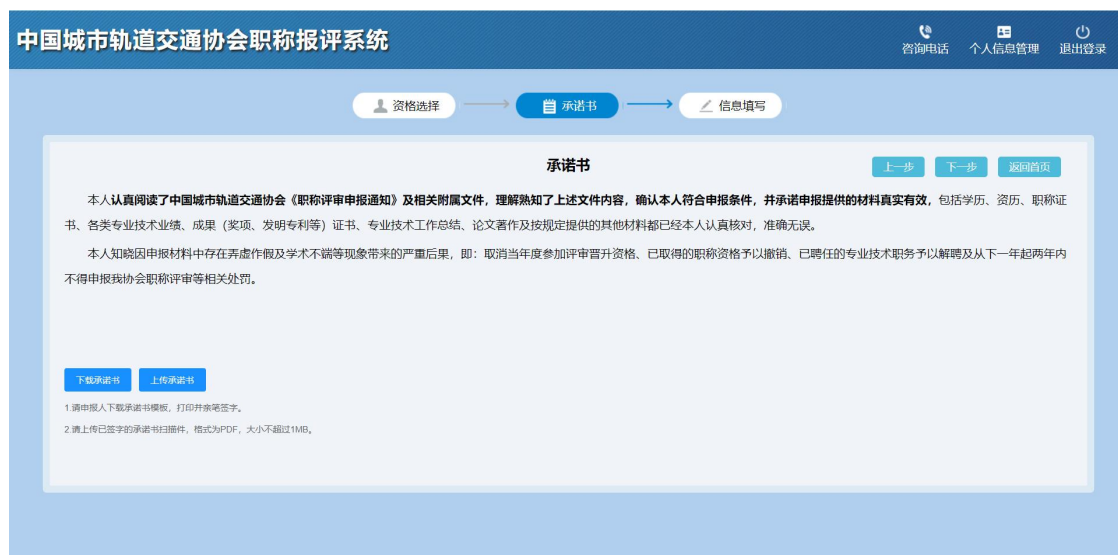 中国城市轨道交通协会职称报评系统
咨询电话 个人信息管理 退出登录
资格选择 承诺书 信息填写
承诺书
上一步 下一步 返回首页
本人认真阅读了中国城市轨道交通协会《职称评审申报通知》及相关附属文件，理解熟知了上述文件内容，确认本人符合申报条件，并承诺申报提供的材料真实有效，包括学历、资历、职称证
书、各类专业技术业绩、成果（奖项、发明专利等）证书、专业技术工作总结、论文著作及按规定提供的其他材料都已经本人认真核对，准确无误。
本人知晓因申报材料中存在弄虚作假及学术不端等现象带来的严重后果，即：取消当年度参加评审晋升资格、已取得的职称资格予以撤销、已聘任的专业技术职务予以解聘及从下一年起两年内
不得申报我协会职称评审等相关处罚。
下载承诺书 上传承诺书
1.请申报人下载承诺书模板，打印并亲笔签字。
2.请上传已签字的承诺书扫描件，格式为PDF，大小不超过1MB。